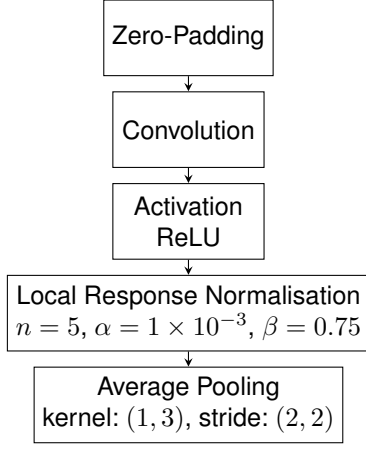 Zero-Padding
Convolution
Activation
ReLU
Local Response Normalisation
n = 5, α = 1 × 10⁻³, β = 0.75
Average Pooling
kernel: (1, 3), stride: (2, 2)